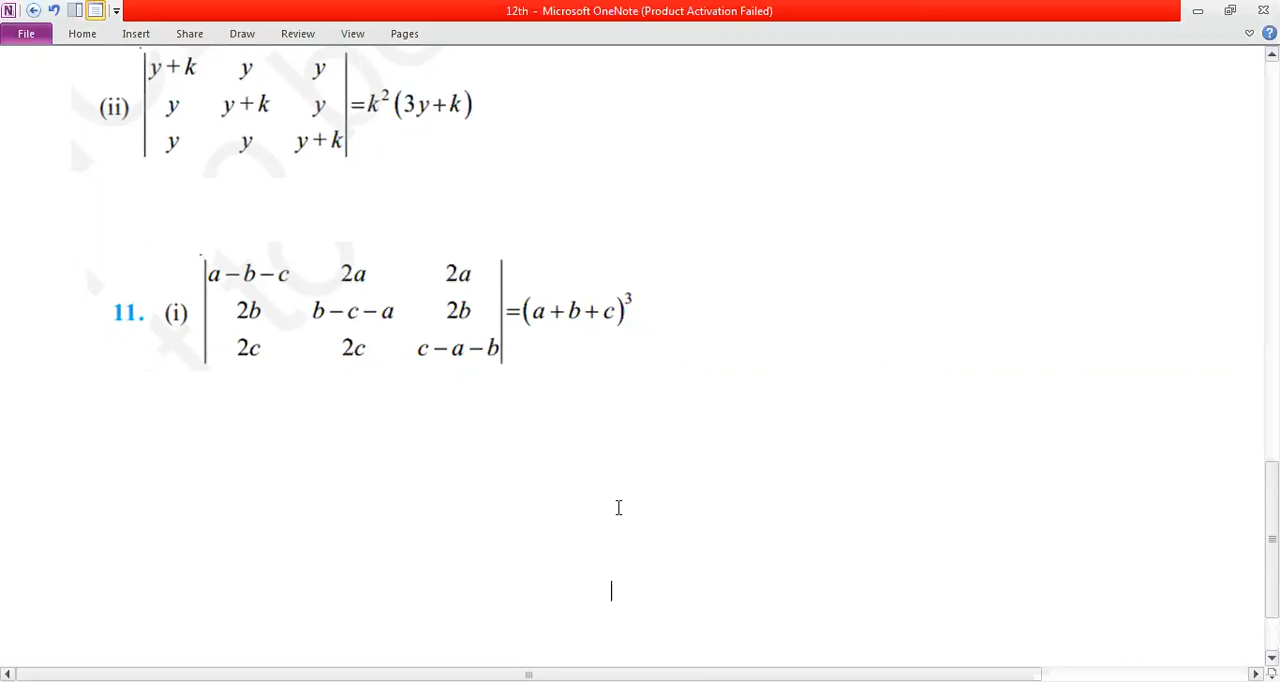 12th - Microsoft OneNote (Product Activation Failed)
File Home Insert Share Draw Review View Pages
y+k y y
(ii) y y+k y =k²(3y+k)
y y y+k
a−b−c 2a 2a
11. (i) 2b b−c−a 2b =(a+b+c)³
2c 2c c−a−b